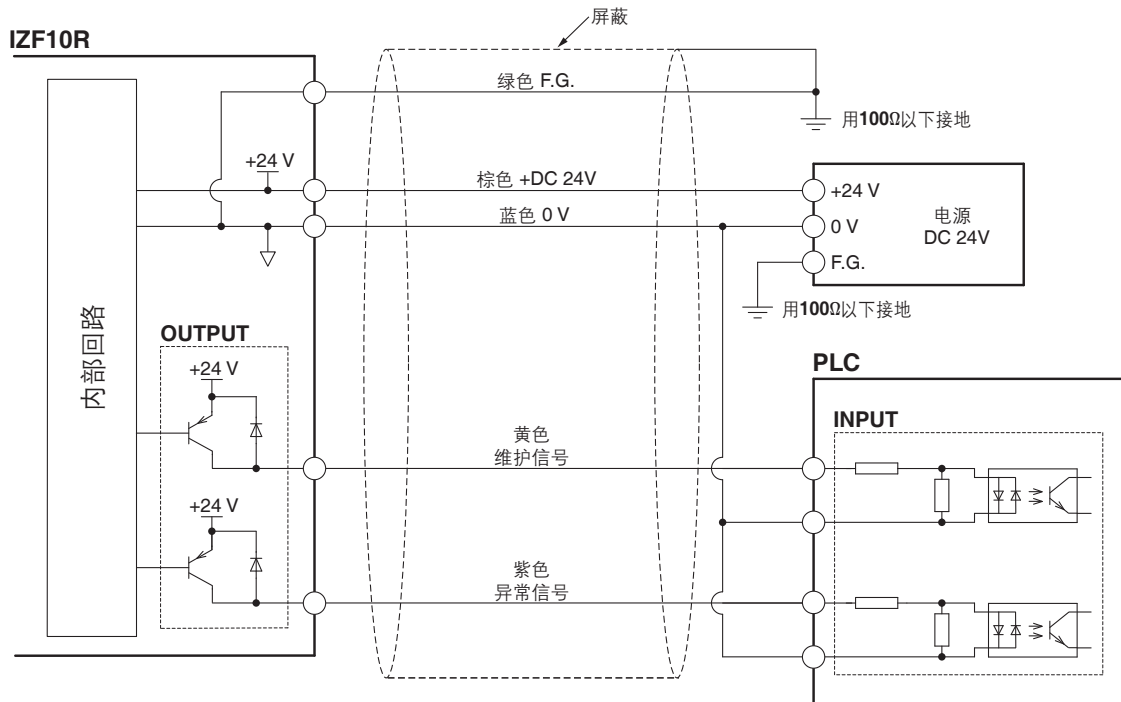 屏蔽
IZF10R
绿色 F.G.
用100Ω以下接地
+24 V
棕色 +DC 24V
+24 V
蓝色 0 V
0 V
电源
DC 24V
F.G.
用100Ω以下接地
内部回路
OUTPUT
+24 V
PLC
INPUT
黄色
维护信号
+24 V
紫色
异常信号